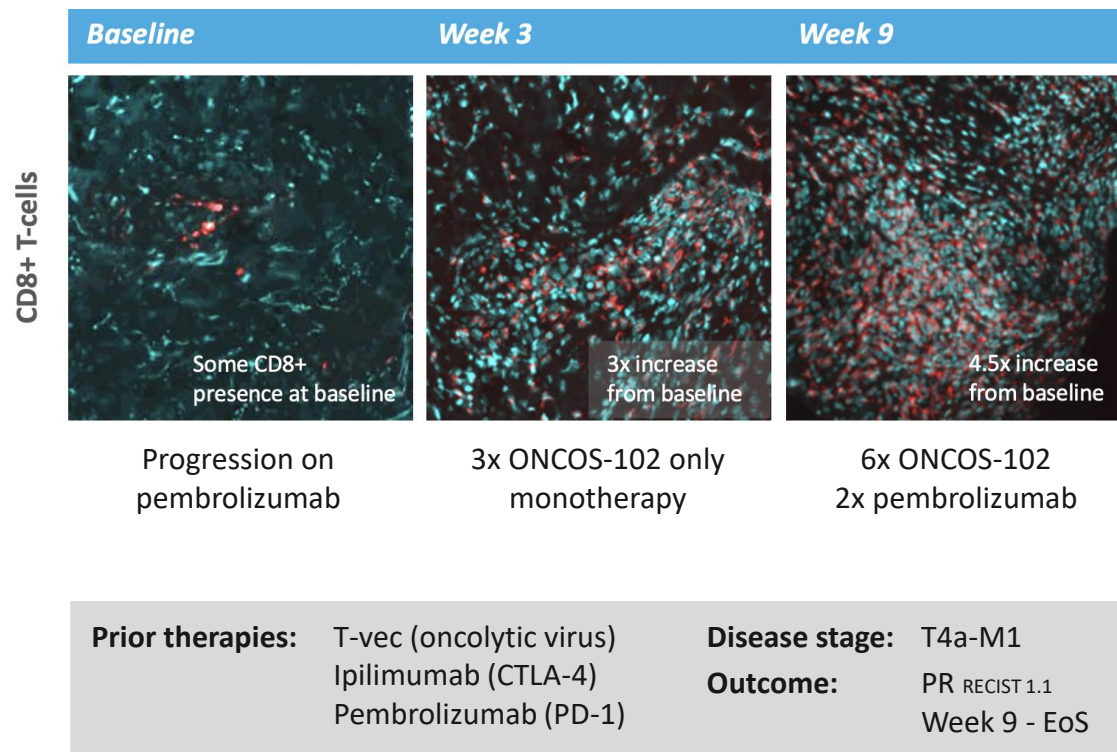 Baseline
Week 3
Week 9
CD8+ T-cells
Some CD8+
presence at baseline
3x increase
from baseline
4.5x increase
from baseline
Progression on
pembrolizumab
3x ONCOS-102 only
monotherapy
6x ONCOS-102
2x pembrolizumab
Prior therapies: T-vec (oncolytic virus)
Ipilimumab (CTLA-4)
Pembrolizumab (PD-1)
Disease stage: T4a-M1
Outcome: PR RECIST 1.1
Week 9 - EoS